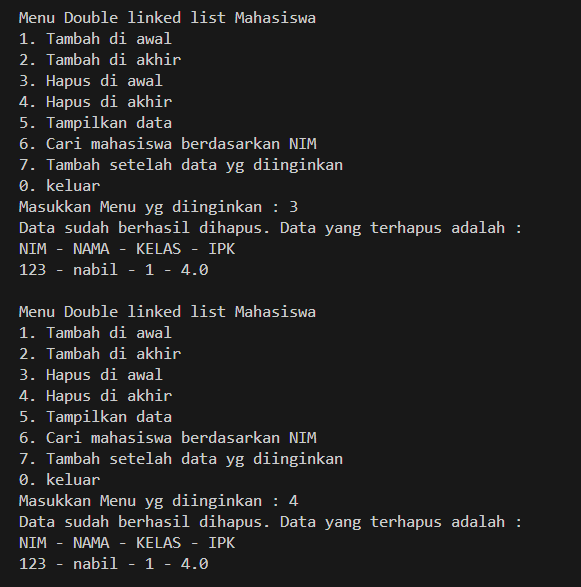 Menu Double linked list Mahasiswa
1. Tambah di awal
2. Tambah di akhir
3. Hapus di awal
4. Hapus di akhir
5. Tampilkan data
6. Cari mahasiswa berdasarkan NIM
7. Tambah setelah data yg diinginkan
0. keluar
Masukkan Menu yg diinginkan : 3
Data sudah berhasil dihapus. Data yang terhapus adalah :
NIM - NAMA - KELAS - IPK
123 - nabil - 1 - 4.0

Menu Double linked list Mahasiswa
1. Tambah di awal
2. Tambah di akhir
3. Hapus di awal
4. Hapus di akhir
5. Tampilkan data
6. Cari mahasiswa berdasarkan NIM
7. Tambah setelah data yg diinginkan
0. keluar
Masukkan Menu yg diinginkan : 4
Data sudah berhasil dihapus. Data yang terhapus adalah :
NIM - NAMA - KELAS - IPK
123 - nabil - 1 - 4.0